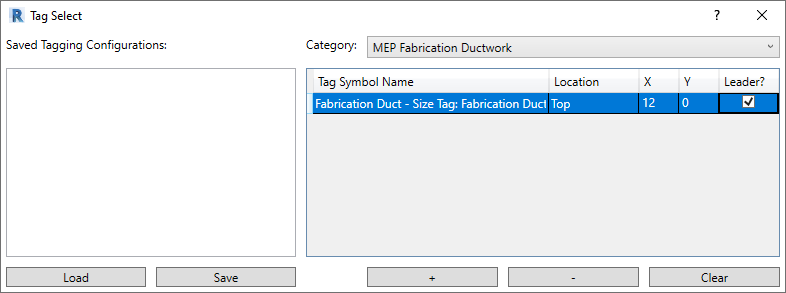 Tag Select ?
Saved Tagging Configurations:
Category: MEP Fabrication Ductwork
Tag Symbol Name Location X Y Leader?
Fabrication Duct - Size Tag: Fabrication Duct Top 12 0
Load Save + - Clear